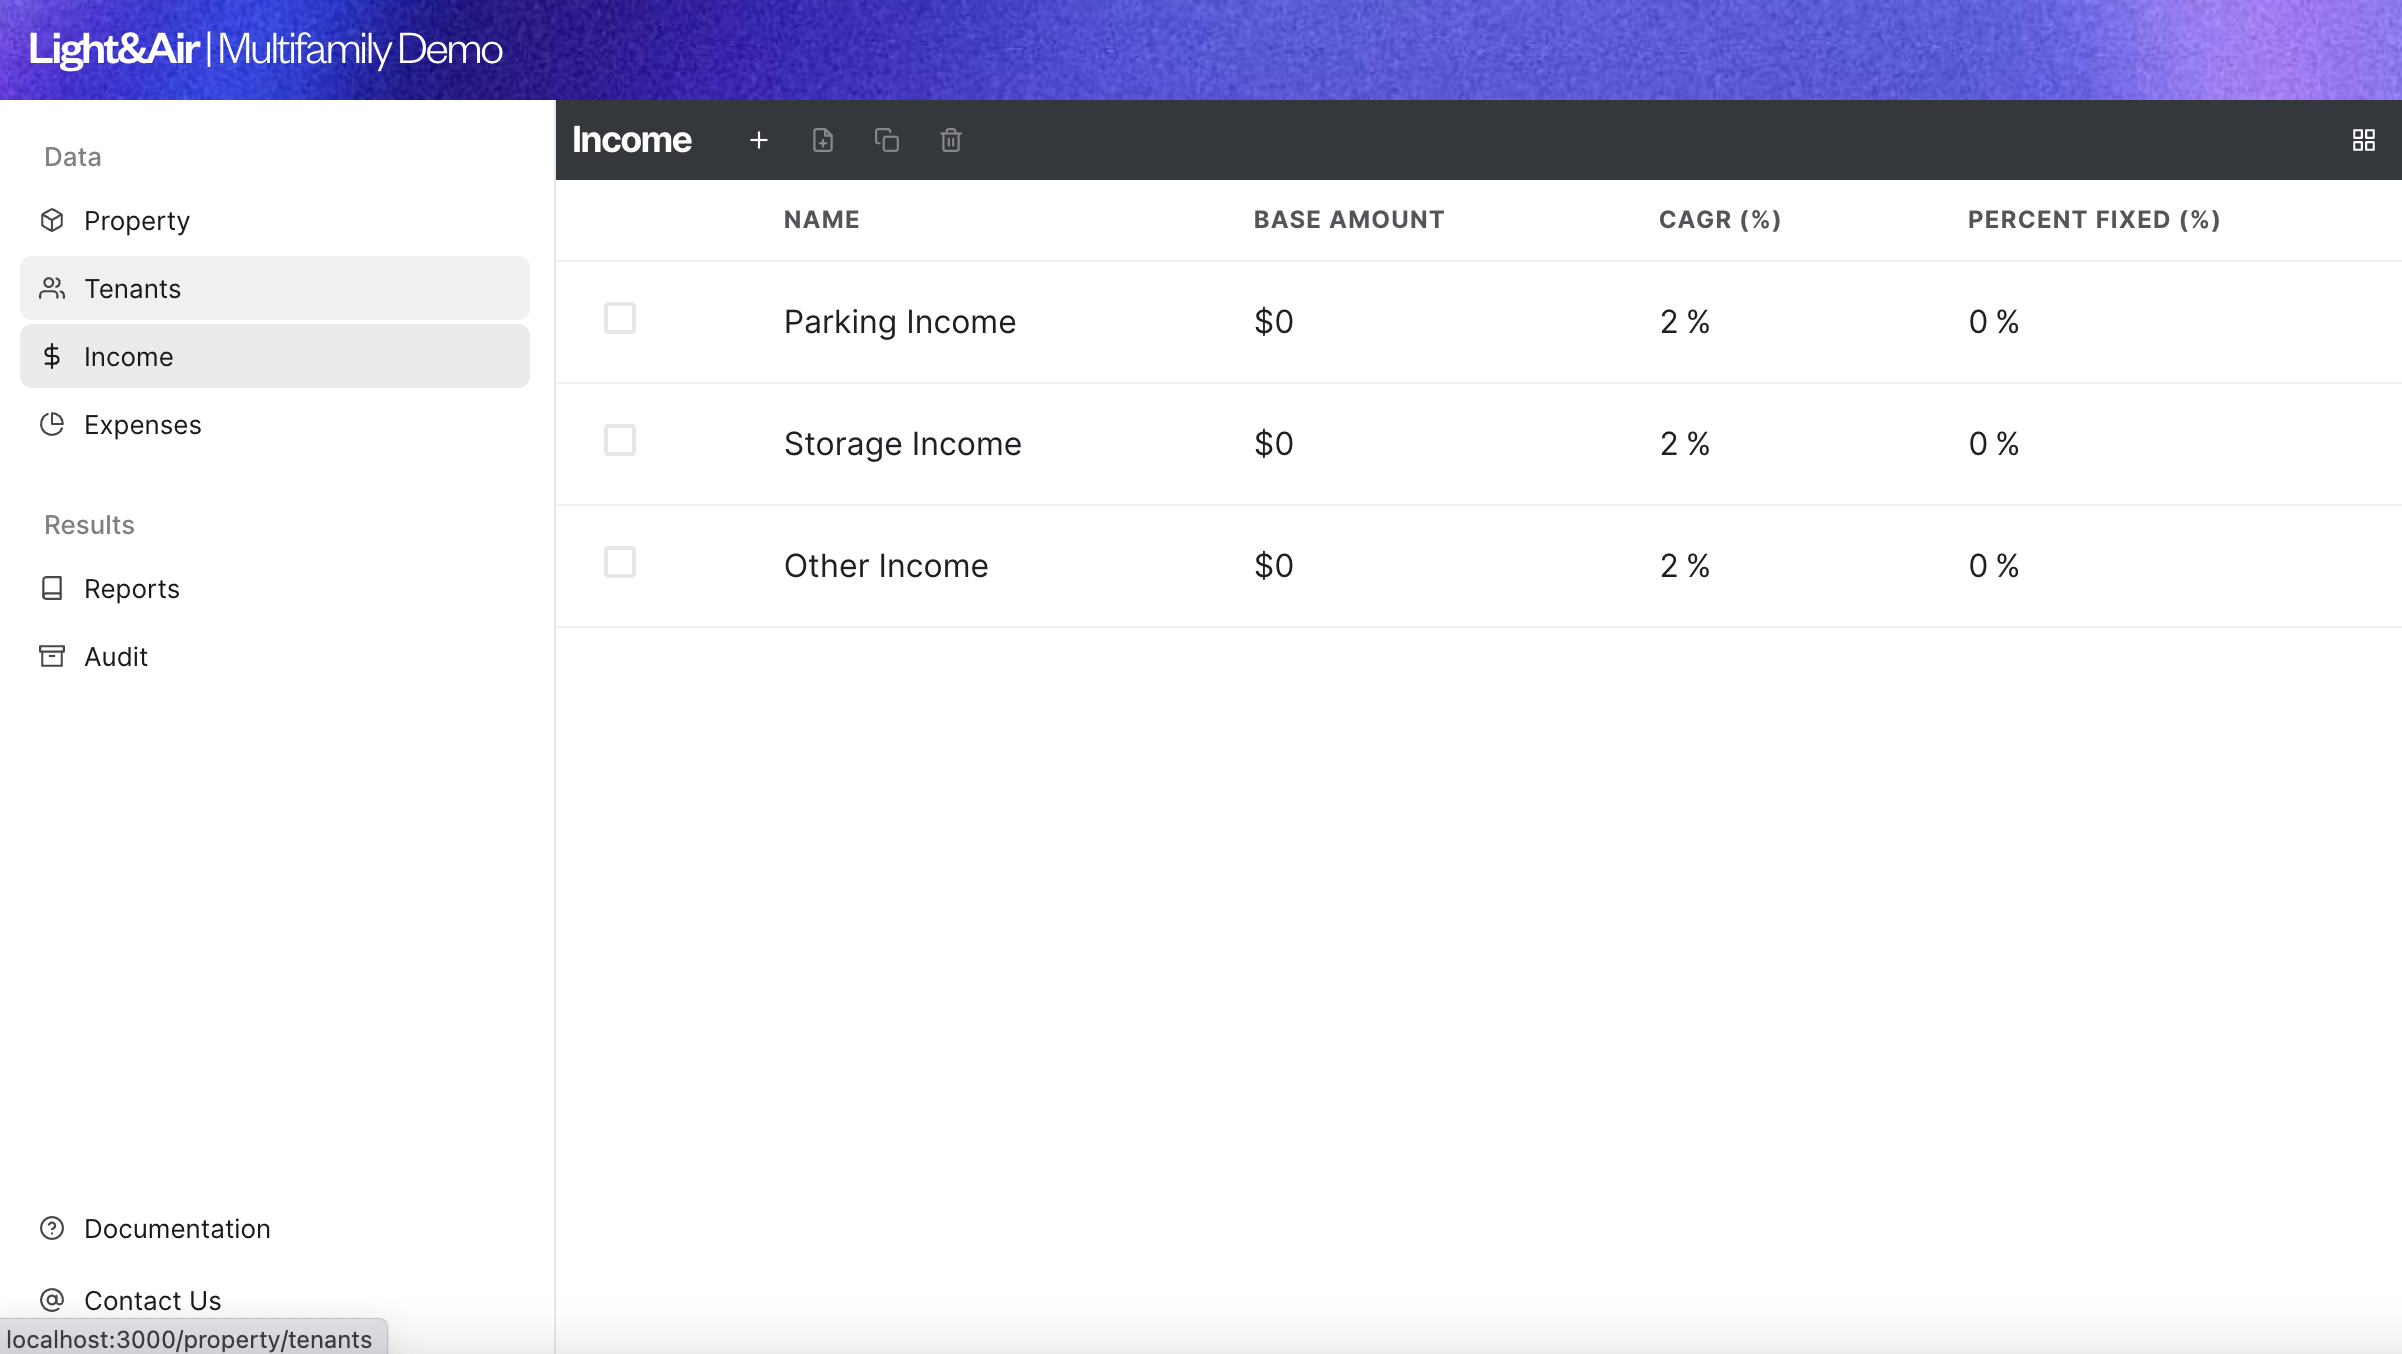 Light&Air | Multifamily Demo
Data
Property
Tenants
Income
Expenses
Results
Reports
Audit
Documentation
Contact Us
localhost:3000/property/tenants
Income
NAME BASE AMOUNT CAGR (%) PERCENT FIXED (%)
Parking Income $0 2 % 0 %
Storage Income $0 2 % 0 %
Other Income $0 2 % 0 %